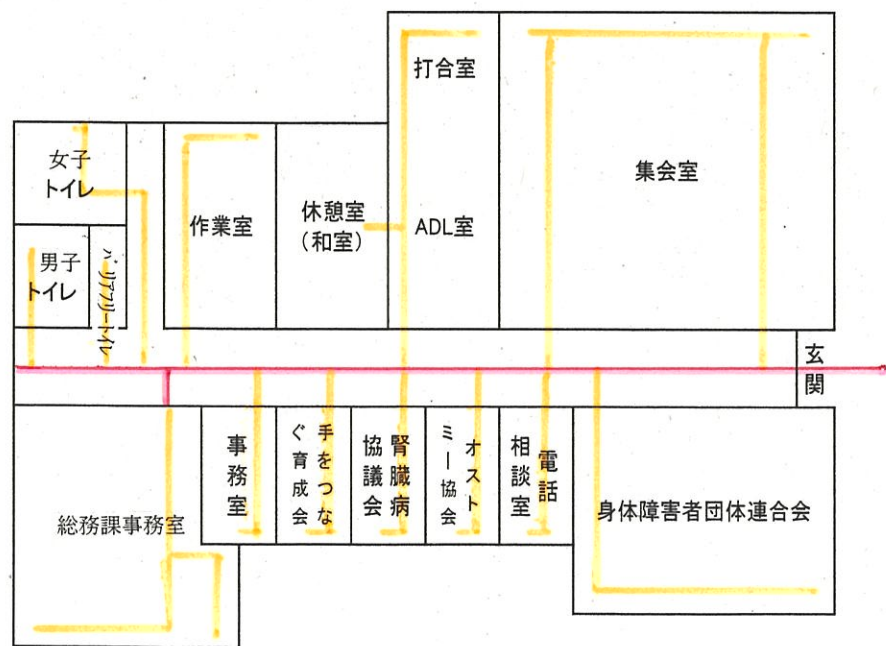 打合室
女子
トイレ
作業室
休憩室
（和室）
ADL室
集会室
男子
トイレ
バリアフリートイレ
玄
関
事務室
手をつな
ぐ育成会
腎臓病
協議会
オスト
ミー協会
電話
相談室
総務課事務室
身体障害者団体連合会